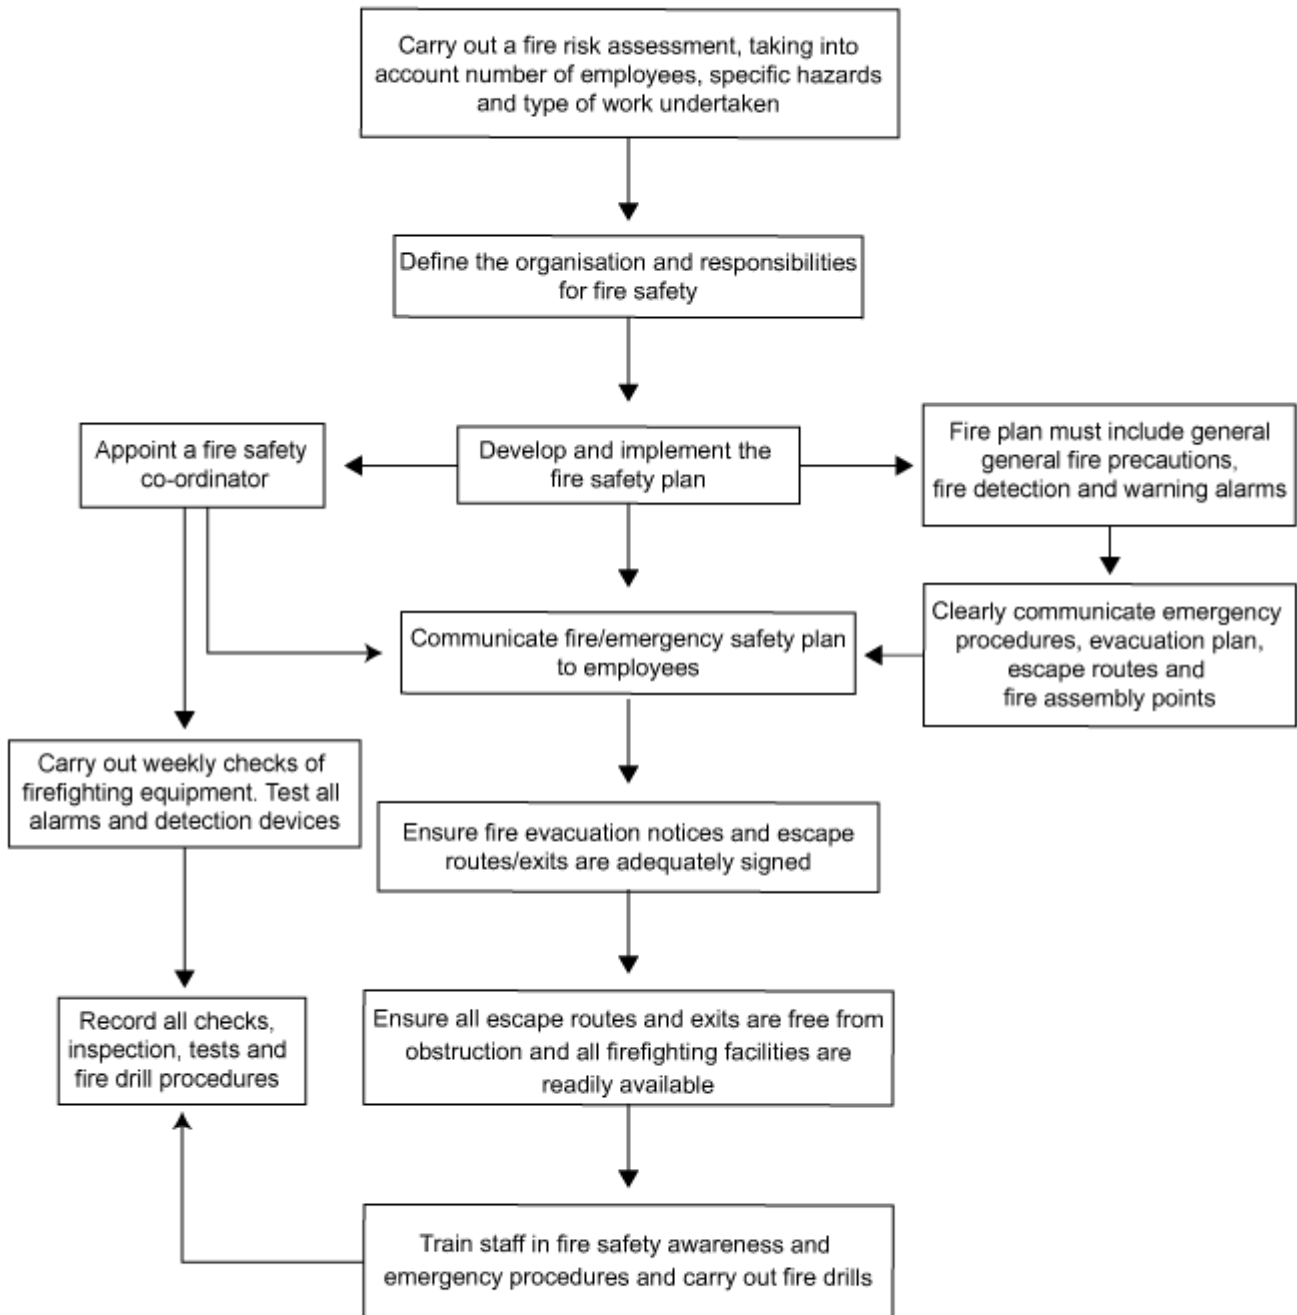 Carry out a fire risk assessment, taking into
account number of employees, specific hazards
and type of work undertaken
Define the organisation and responsibilities
for fire safety
Appoint a fire safety
co-ordinator
Develop and implement the
fire safety plan
Fire plan must include general
general fire precautions,
fire detection and warning alarms
Communicate fire/emergency safety plan
to employees
Clearly communicate emergency
procedures, evacuation plan,
escape routes and
fire assembly points
Carry out weekly checks of
firefighting equipment. Test all
alarms and detection devices
Ensure fire evacuation notices and escape
routes/exits are adequately signed
Record all checks,
inspection, tests and
fire drill procedures
Ensure all escape routes and exits are free from
obstruction and all firefighting facilities are
readily available
Train staff in fire safety awareness and
emergency procedures and carry out fire drills